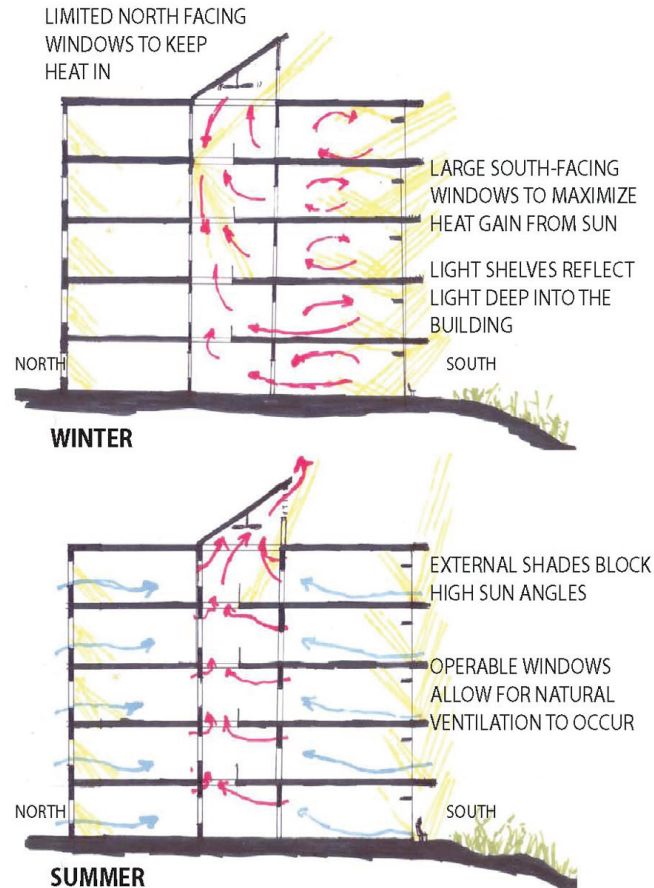 LIMITED NORTH FACING
WINDOWS TO KEEP
HEAT IN
LARGE SOUTH-FACING
WINDOWS TO MAXIMIZE
HEAT GAIN FROM SUN
LIGHT SHELVES REFLECT
LIGHT DEEP INTO THE
BUILDING
NORTH
SOUTH
WINTER
EXTERNAL SHADES BLOCK
HIGH SUN ANGLES
OPERABLE WINDOWS
ALLOW FOR NATURAL
VENTILATION TO OCCUR
NORTH
SOUTH
SUMMER